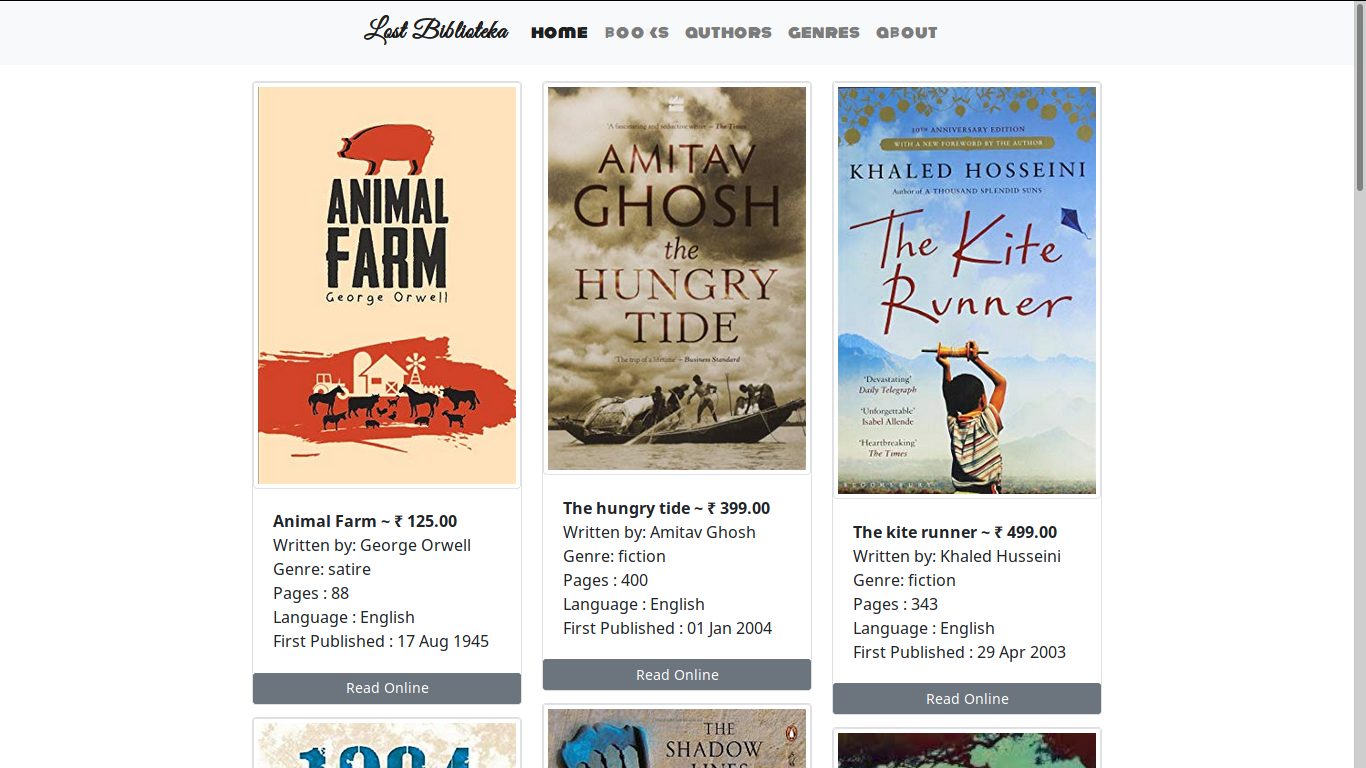 Lost Biblioteka HOME BOOKS AUTHORS GENRES ABOUT
ANIMAL
FARM
George Orwell
Animal Farm ~ ₹ 125.00
Written by: George Orwell
Genre: satire
Pages : 88
Language : English
First Published : 17 Aug 1945
Read Online
'A fascinating and seductive writer' – The Times
AMITAV
GHOSH
the
HUNGRY
TIDE
'The trip of a lifetime' – Business Standard
The hungry tide ~ ₹ 399.00
Written by: Amitav Ghosh
Genre: fiction
Pages : 400
Language : English
First Published : 01 Jan 2004
Read Online
10TH ANNIVERSARY EDITION
WITH A NEW FOREWORD BY THE AUTHOR
KHALED HOSSEINI
Author of A THOUSAND SPLENDID SUNS
The Kite
Runner
'Devastating'
Daily Telegraph
'Unforgettable'
Isabel Allende
'Heartbreaking'
The Times
BLOOMSBURY
The kite runner ~ ₹ 499.00
Written by: Khaled Husseini
Genre: fiction
Pages : 343
Language : English
First Published : 29 Apr 2003
Read Online
1984
THE
SHADOW
LINES